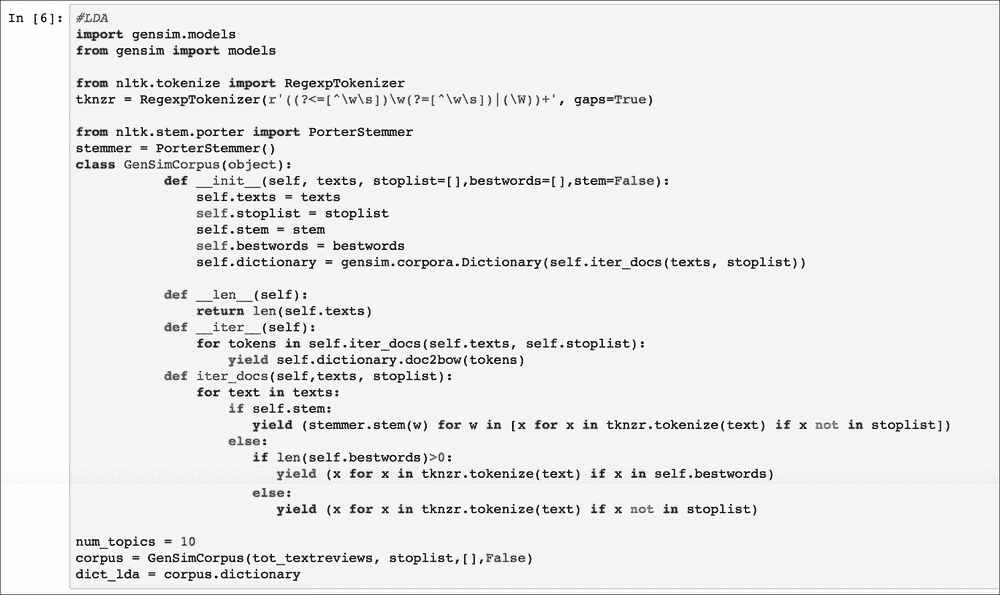 In [6]: #LDA
import gensim.models
from gensim import models

from nltk.tokenize import RegexpTokenizer
tknzr = RegexpTokenizer(r'((?<=[^\w\s])\w(?=[^\w\s])|(\W))+', gaps=True)

from nltk.stem.porter import PorterStemmer
stemmer = PorterStemmer()
class GenSimCorpus(object):
           def __init__(self, texts, stoplist=[],bestwords=[],stem=False):
               self.texts = texts
               self.stoplist = stoplist
               self.stem = stem
               self.bestwords = bestwords
               self.dictionary = gensim.corpora.Dictionary(self.iter_docs(texts, stoplist))

           def __len__(self):
               return len(self.texts)
           def __iter__(self):
               for tokens in self.iter_docs(self.texts, self.stoplist):
                   yield self.dictionary.doc2bow(tokens)
           def iter_docs(self,texts, stoplist):
               for text in texts:
                   if self.stem:
                      yield (stemmer.stem(w) for w in [x for x in tknzr.tokenize(text) if x not in stoplist])
                   else:
                      if len(self.bestwords)>0:
                         yield (x for x in tknzr.tokenize(text) if x in self.bestwords)
                      else:
                         yield (x for x in tknzr.tokenize(text) if x not in stoplist)

num_topics = 10
corpus = GenSimCorpus(tot_textreviews, stoplist,[],False)
dict_lda = corpus.dictionary